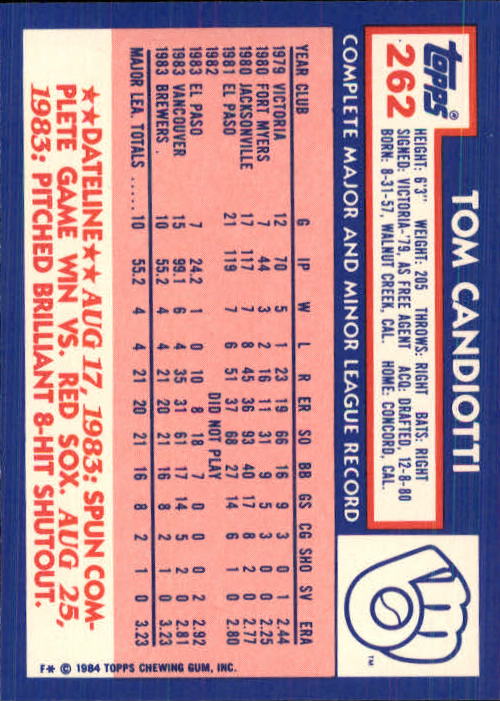 topps®
262
TOM CANDIOTTI
HEIGHT: 6'3" WEIGHT: 205 THROWS: RIGHT BATS: RIGHT
SIGNED: VICTORIA-'79, AS FREE AGENT ACQ: DRAFTED, 12-8-80
BORN: 8-31-57, WALNUT CREEK, CAL. HOME: CONCORD, CAL.
COMPLETE MAJOR AND MINOR LEAGUE RECORD
YEAR CLUB G IP W L R ER SO BB GS CG SHO SV ERA
1979 VICTORIA 12 70 5 1 23 19 66 16 9 3 0 1 2.44
1980 FORT MYERS 7 44 3 2 16 11 31 9 5 3 0 0 2.25
1980 JACKSONVILLE 17 117 7 8 45 36 93 40 17 8 2 0 2.77
1981 EL PASO 21 119 7 6 51 37 68 27 14 6 1 0 2.80
1982 DID NOT PLAY
1983 EL PASO 7 24.2 1 0 10 8 18 7 0 0 0 2 2.92
1983 VANCOUVER 15 99.1 6 4 35 31 61 17 14 5 2 0 2.81
1983 BREWERS . 10 55.2 4 4 21 20 21 16 8 2 1 0 3.23
MAJOR LEA. TOTALS ..... 10 55.2 4 4 21 20 21 16 8 2 1 0 3.23
★★DATELINE★★ AUG 17, 1983: SPUN COM-
PLETE GAME WIN VS. RED SOX. AUG 25,
1983: PITCHED BRILLIANT 8-HIT SHUTOUT.
TM
F* © 1984 TOPPS CHEWING GUM, INC.